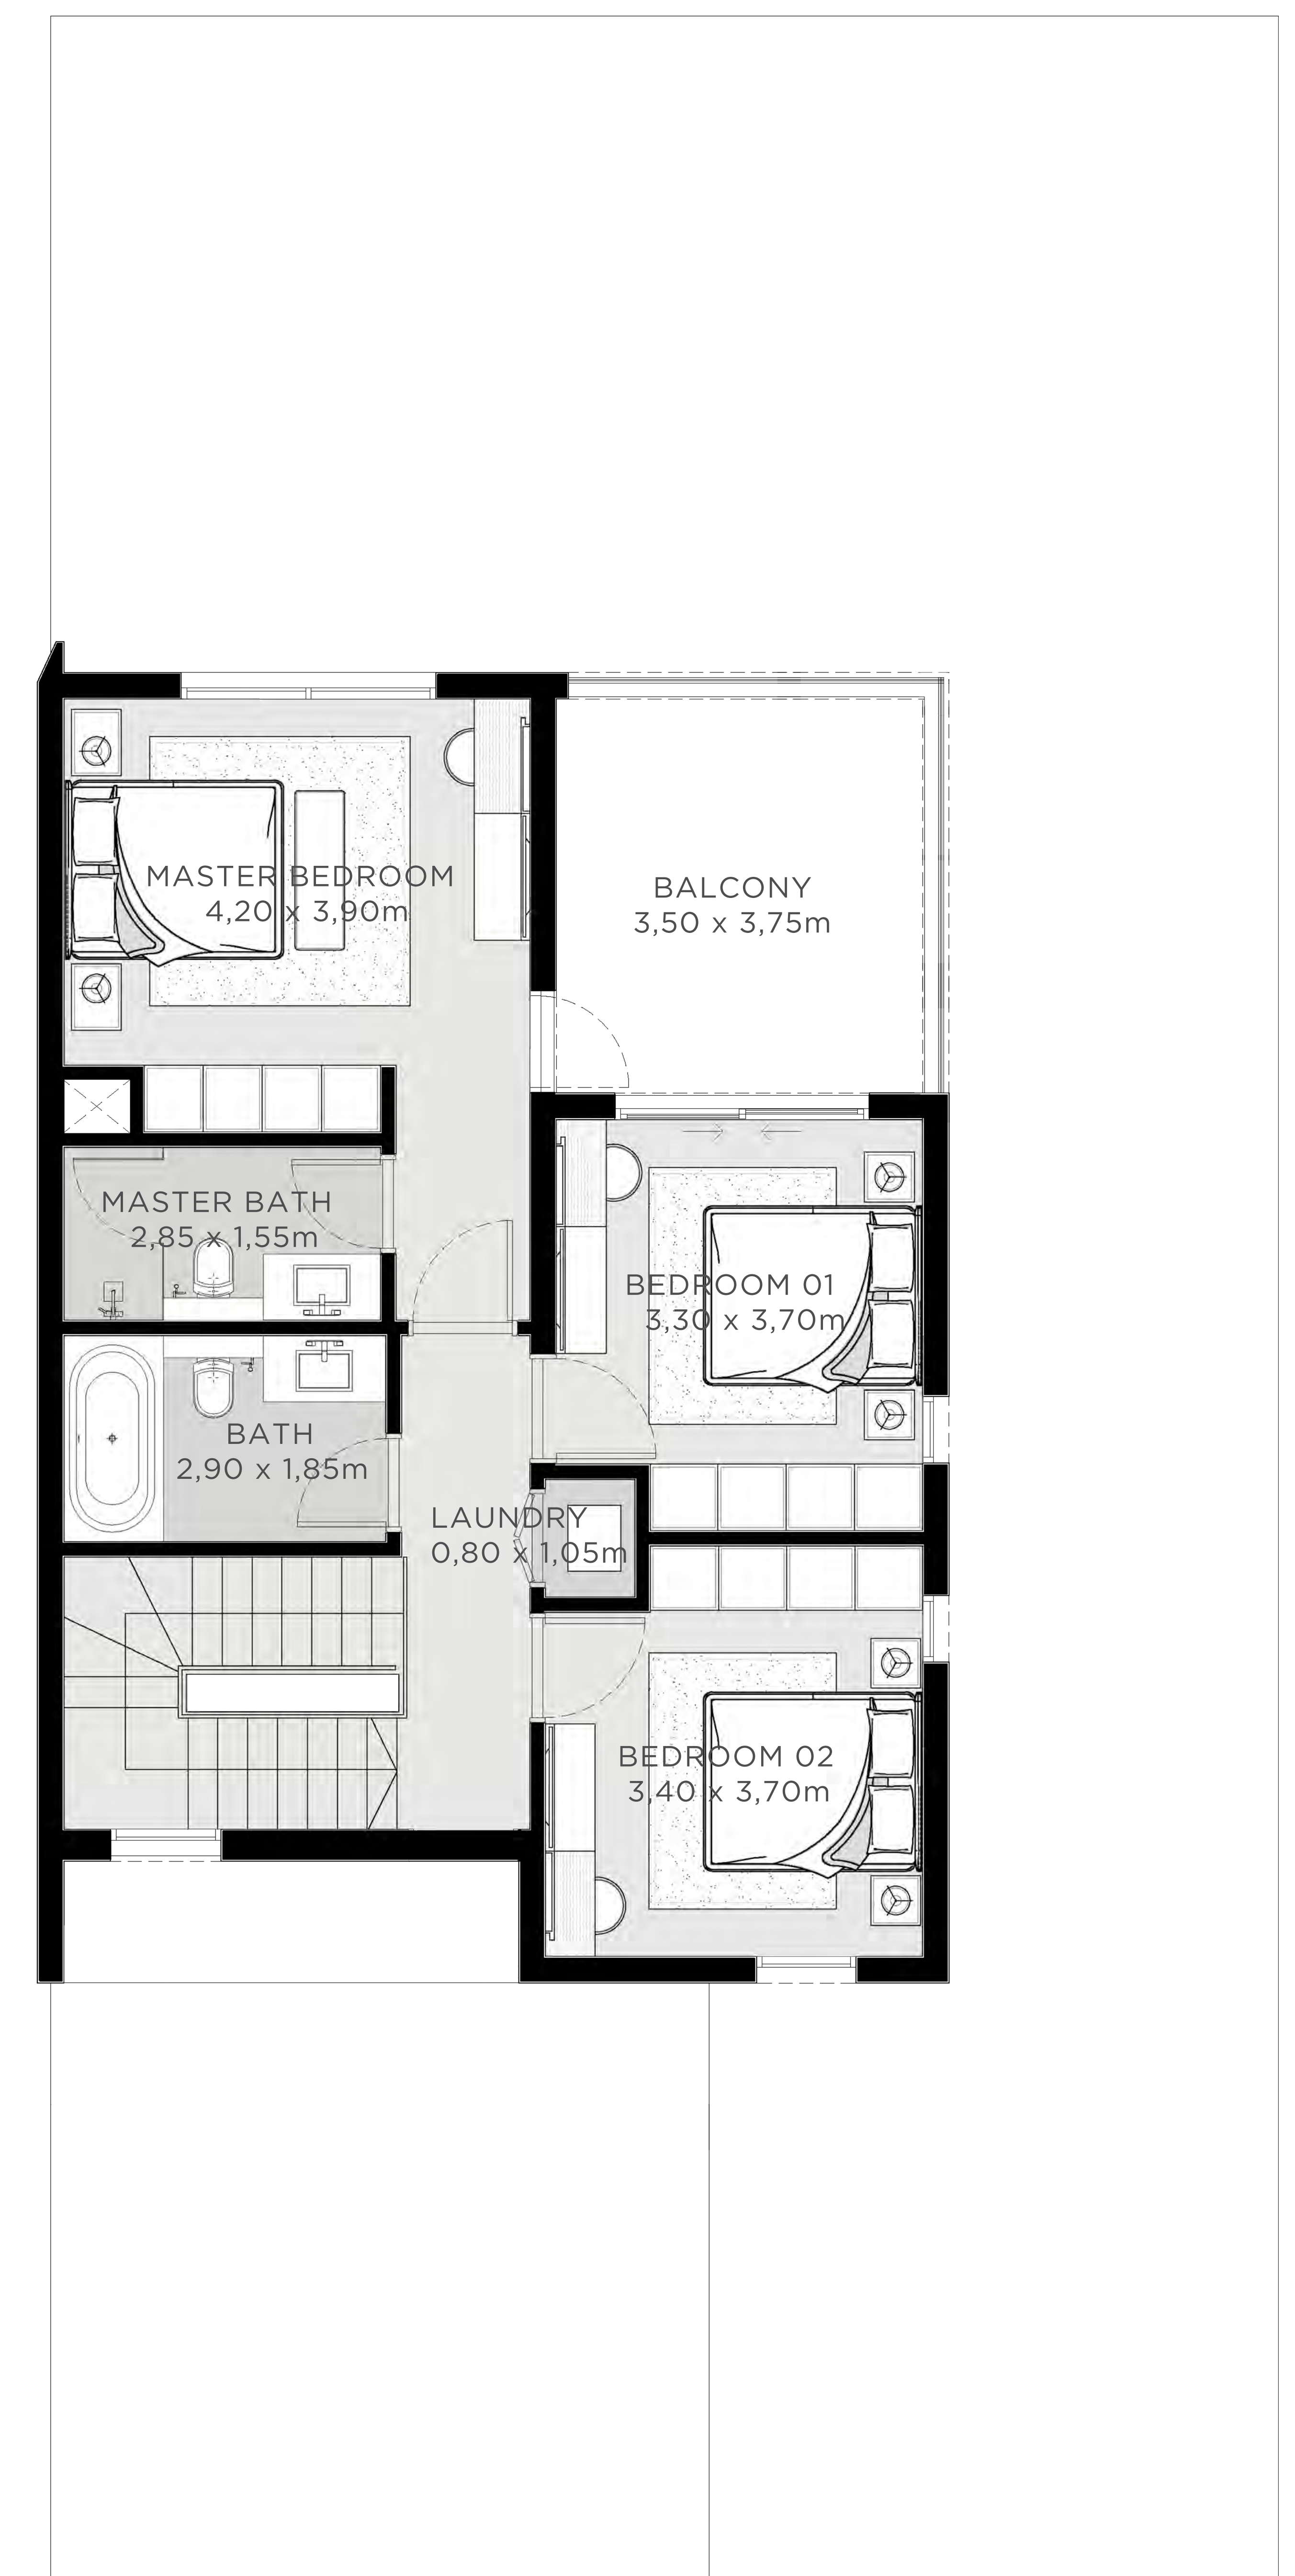 MASTER BEDROOM
4,20 x 3,90m
BALCONY
3,50 x 3,75m
MASTER BATH
2,85 x 1,55m
BEDROOM 01
3,30 x 3,70m
BATH
2,90 x 1,85m
LAUNDRY
0,80 x 1,05m
BEDROOM 02
3,40 x 3,70m